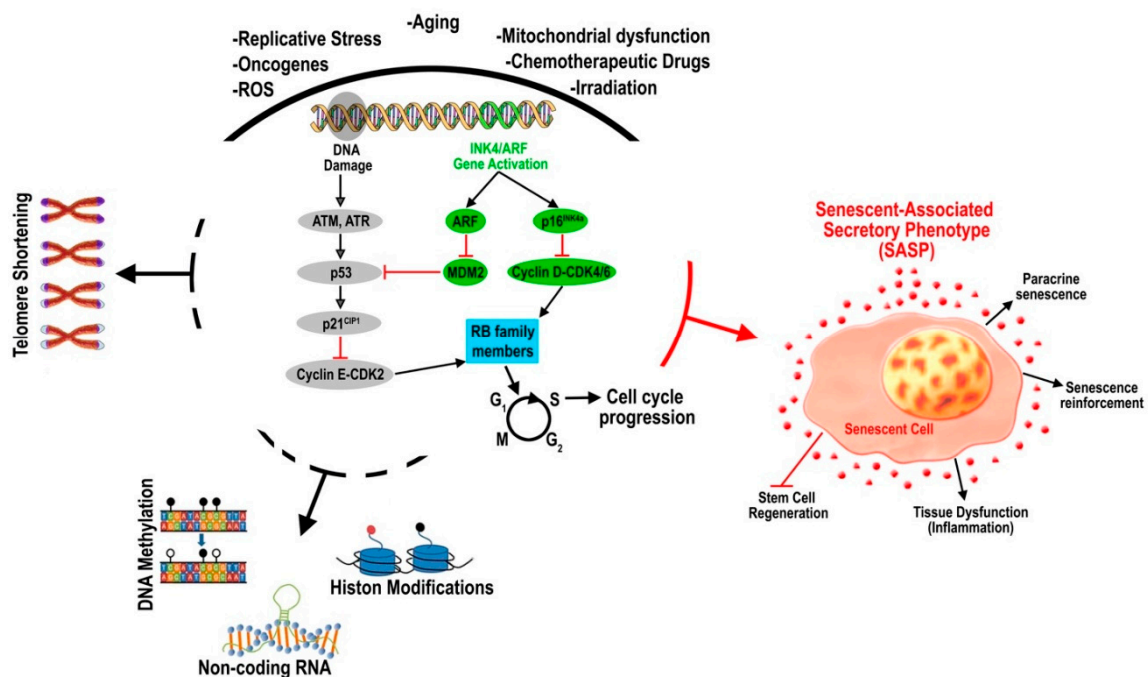 -Aging
-Replicative Stress
-Oncogenes
-ROS
-Mitochondrial dysfunction
-Chemotherapeutic Drugs
-Irradiation
DNA
Damage
INK4/ARF
Gene Activation
ATM, ATR
ARF
p16INK4a
p53
MDM2
Cyclin D-CDK4/6
p21CIP1
RB family
members
Cyclin E-CDK2
G1
S
M
G2
Cell cycle
progression
Telomere Shortening
Senescent-Associated
Secretory Phenotype
(SASP)
Paracrine
senescence
Senescence
reinforcement
Senescent Cell
Stem Cell
Regeneration
Tissue Dysfunction
(Inflammation)
DNA Methylation
Histon Modifications
Non-coding RNA